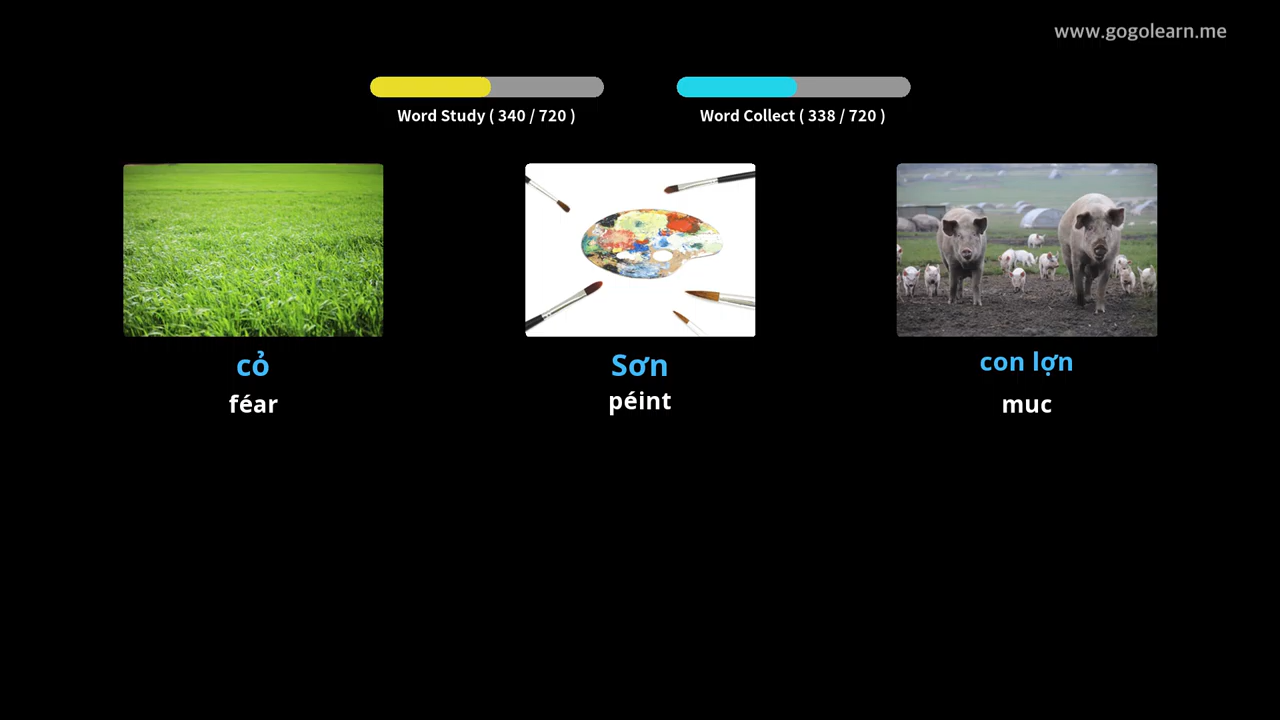 www.gogolearn.me
Word Study ( 340 / 720 )
Word Collect ( 338 / 720 )
cỏ
Sơn
con lợn
féar
péint
muc